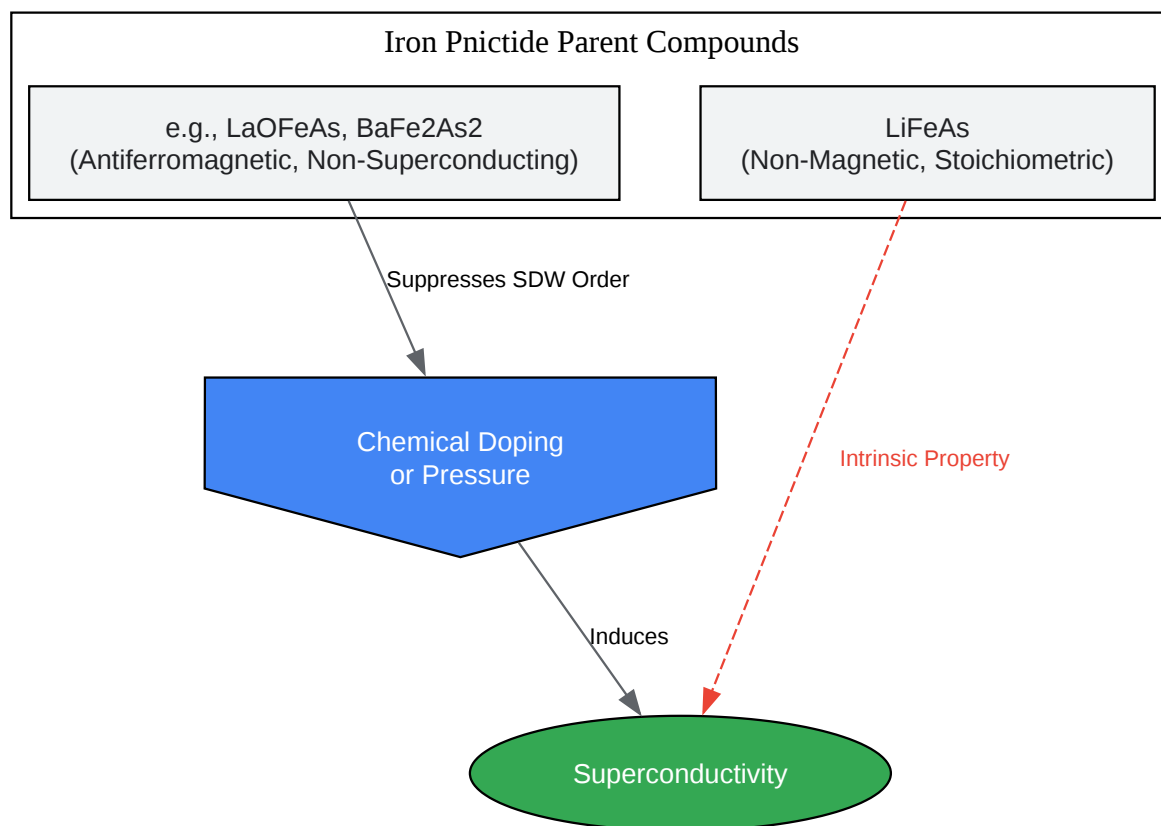 Iron Pnictide Parent Compounds
e.g., LaOFeAs, BaFe2As2
(Antiferromagnetic, Non-Superconducting)
LiFeAs
(Non-Magnetic, Stoichiometric)
Suppresses SDW Order
Chemical Doping
or Pressure
Intrinsic Property
Induces
Superconductivity